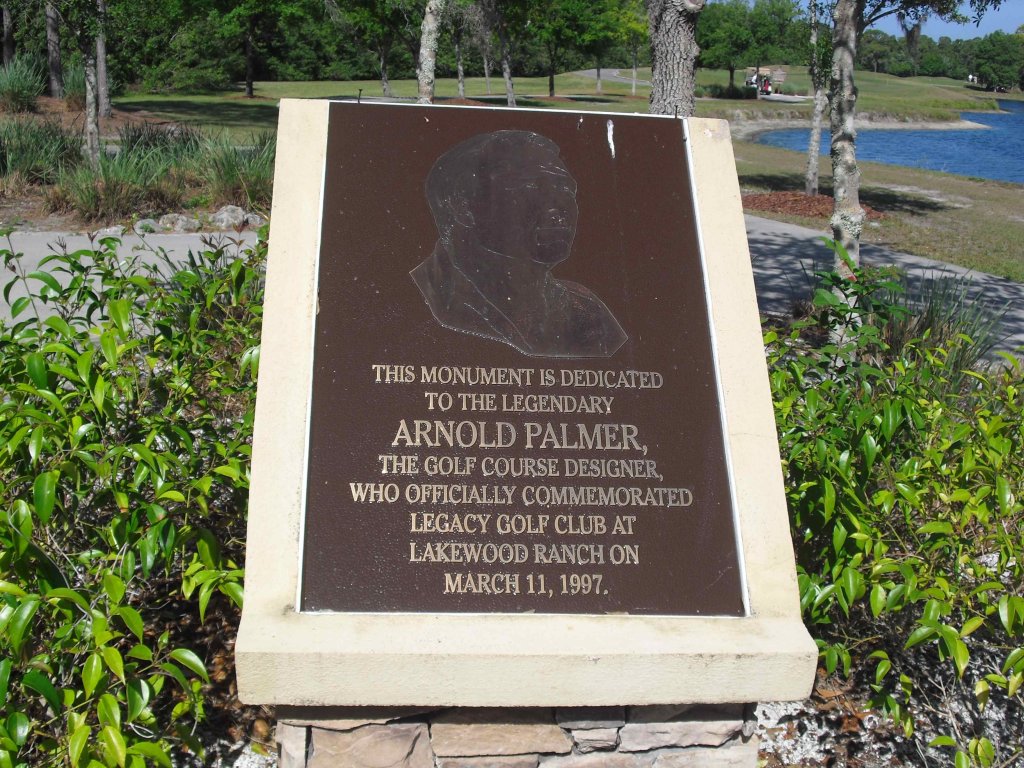 THIS MONUMENT IS DEDICATED
TO THE LEGENDARY
ARNOLD PALMER,
THE GOLF COURSE DESIGNER,
WHO OFFICIALLY COMMEMORATED
LEGACY GOLF CLUB AT
LAKEWOOD RANCH ON
MARCH 11, 1997.